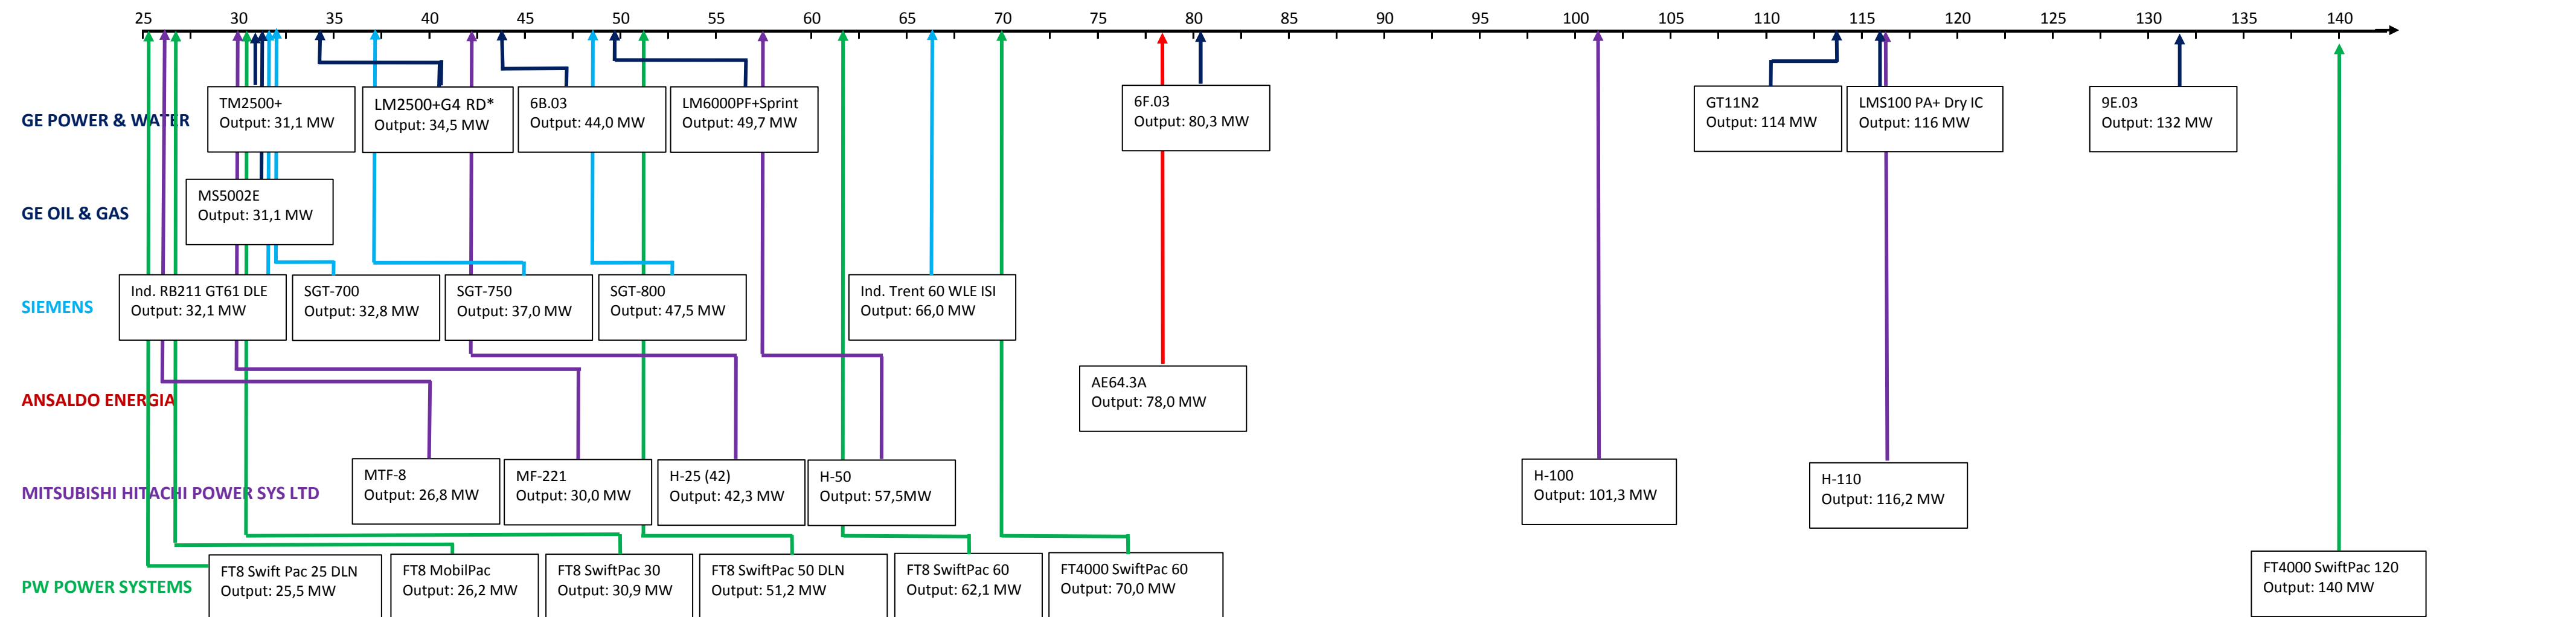 25 30 35 40 45 50 55 60 65 70 75 80 85 90 95 100 105 110 115 120 125 130 135 140
GE POWER & WATER
TM2500+
Output: 31,1 MW
LM2500+G4 RD*
Output: 34,5 MW
6B.03
Output: 44,0 MW
LM6000PF+Sprint
Output: 49,7 MW
6F.03
Output: 80,3 MW
GT11N2
Output: 114 MW
LMS100 PA+ Dry IC
Output: 116 MW
9E.03
Output: 132 MW
GE OIL & GAS
MS5002E
Output: 31,1 MW
SIEMENS
Ind. RB211 GT61 DLE
Output: 32,1 MW
SGT-700
Output: 32,8 MW
SGT-750
Output: 37,0 MW
SGT-800
Output: 47,5 MW
Ind. Trent 60 WLE ISI
Output: 66,0 MW
ANSALDO ENERGIA
AE64.3A
Output: 78,0 MW
MITSUBISHI HITACHI POWER SYS LTD
MTF-8
Output: 26,8 MW
MF-221
Output: 30,0 MW
H-25 (42)
Output: 42,3 MW
H-50
Output: 57,5MW
H-100
Output: 101,3 MW
H-110
Output: 116,2 MW
PW POWER SYSTEMS
FT8 Swift Pac 25 DLN
Output: 25,5 MW
FT8 MobilPac
Output: 26,2 MW
FT8 SwiftPac 30
Output: 30,9 MW
FT8 SwiftPac 50 DLN
Output: 51,2 MW
FT8 SwiftPac 60
Output: 62,1 MW
FT4000 SwiftPac 60
Output: 70,0 MW
FT4000 SwiftPac 120
Output: 140 MW